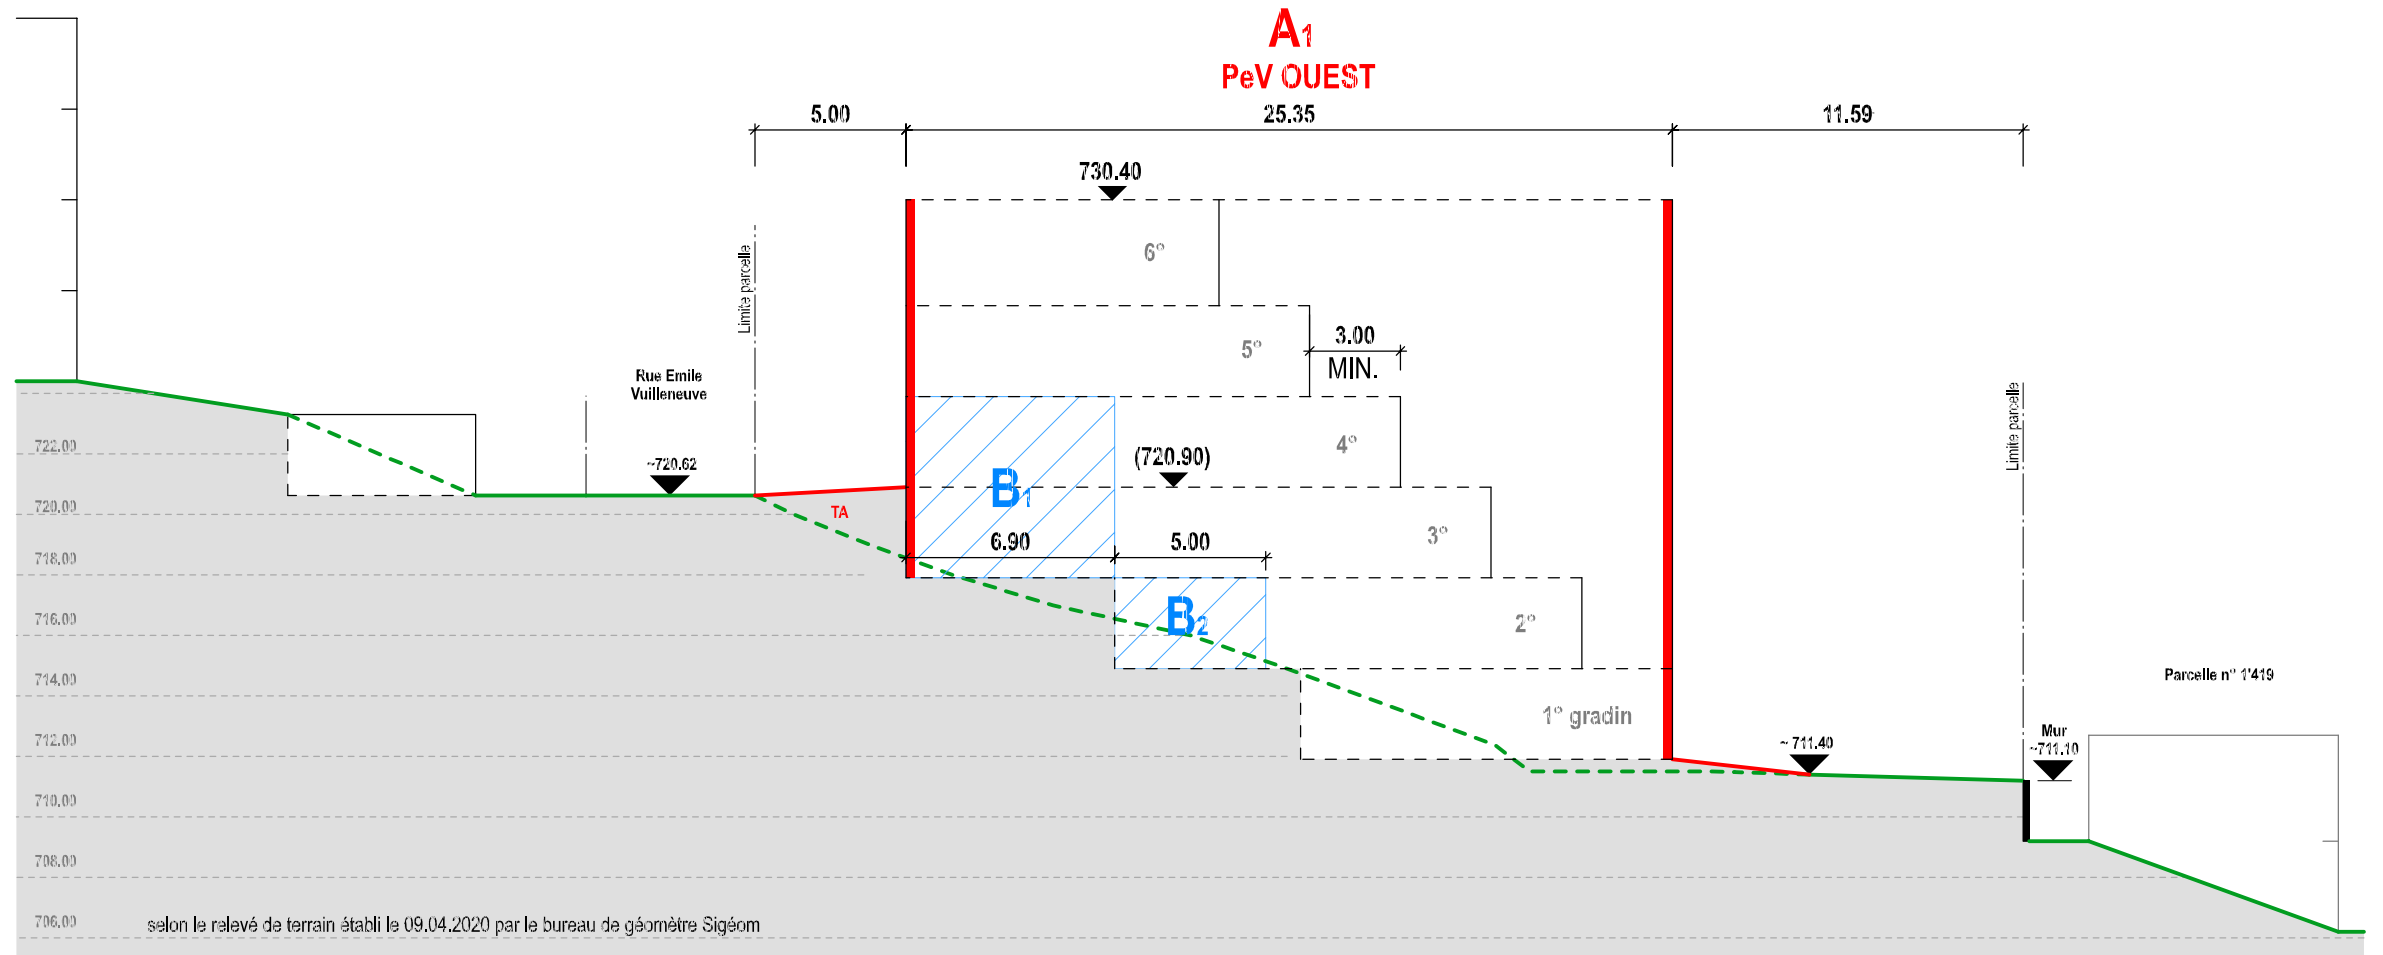 A1
PeV OUEST
5.00
25.35
11.59
730.40
6°
Limite parcelle
5°
3.00
MIN.
Rue Emile
Vuilleneuve
Limite parcelle
722.00
~720.62
4°
(720.90)
B1
720.00
TA
3°
6.90
5.00
718.00
716.00
B2
2°
714.00
Parcelle n° 1'419
1° gradin
712.00
~ 711.40
Mur
~711.10
710.00
708.00
706.00
selon le relevé de terrain établi le 09.04.2020 par le bureau de géomètre Sigéom